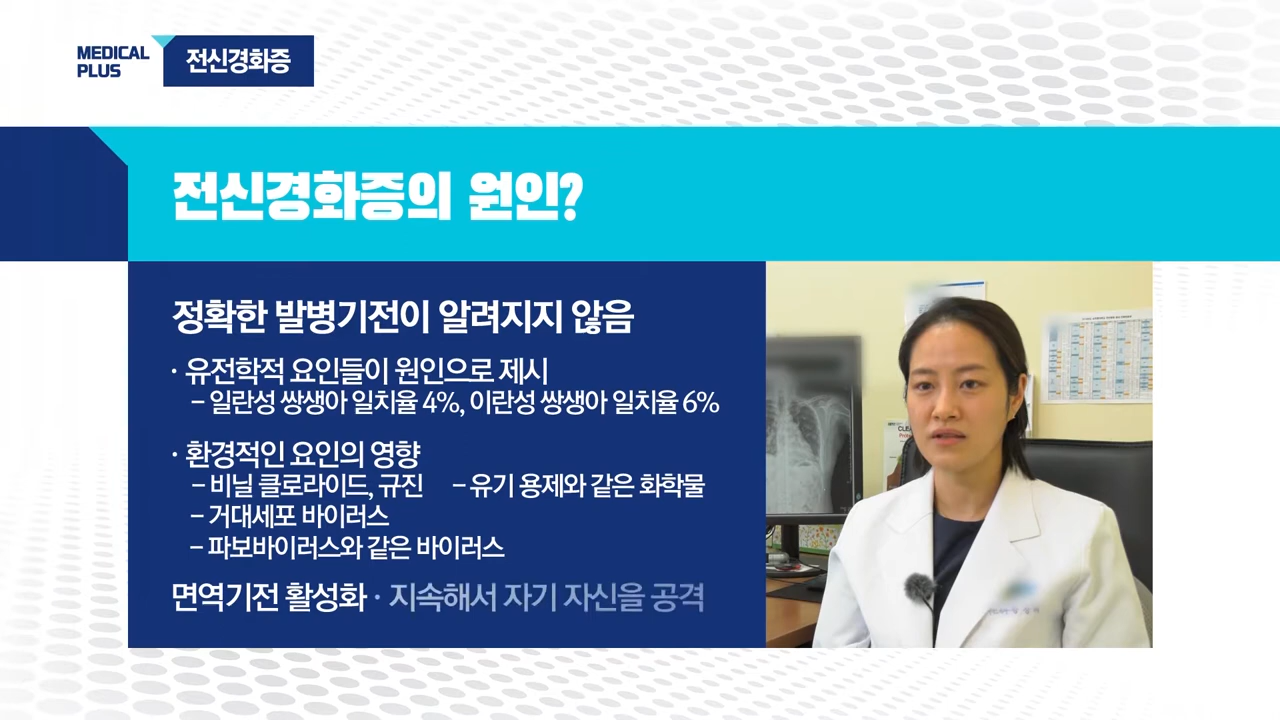 MEDICAL
PLUS
전신경화증
전신경화증의 원인?
정확한 발병기전이 알려지지 않음
· 유전학적 요인들이 원인으로 제시
– 일란성 쌍생아 일치율 4%, 이란성 쌍생아 일치율 6%
· 환경적인 요인의 영향
– 비닐 클로라이드, 규진 – 유기 용제와 같은 화학물
– 거대세포 바이러스
– 파보바이러스와 같은 바이러스
면역기전 활성화 · 지속해서 자기 자신을 공격